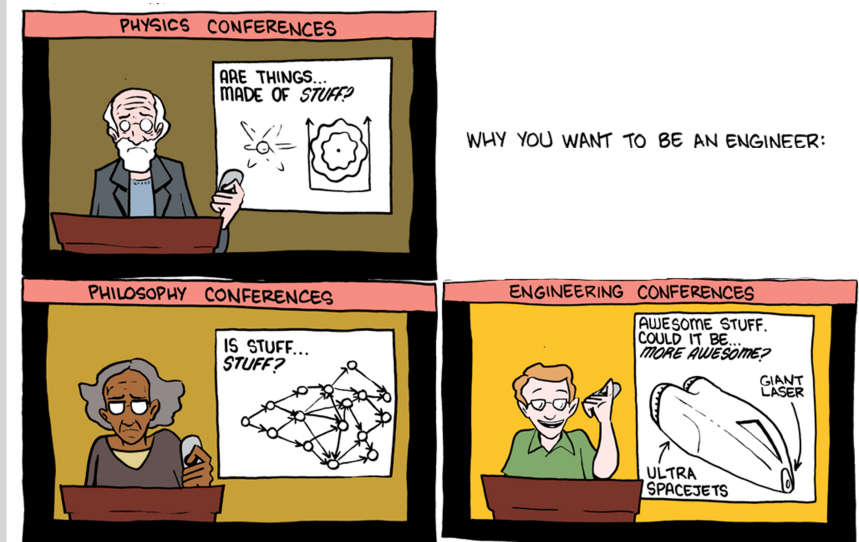 PHYSICS CONFERENCES
ARE THINGS...
MADE OF STUFF?
WHY YOU WANT TO BE AN ENGINEER:
PHILOSOPHY CONFERENCES
IS STUFF...
STUFF?
ENGINEERING CONFERENCES
AWESOME STUFF.
COULD IT BE...
MORE AWESOME?
GIANT
LASER
ULTRA
SPACEJETS